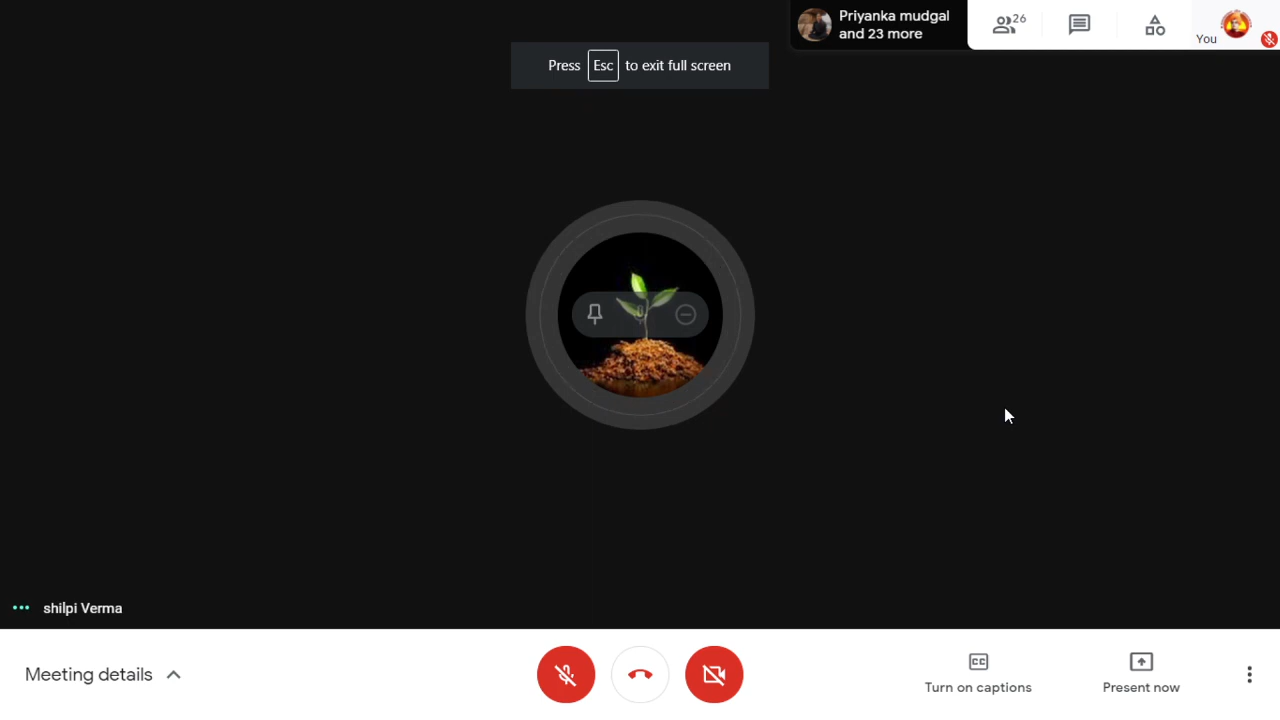 Priyanka mudgal
and 23 more
26
You
Press Esc to exit full screen
shilpi Verma
Meeting details
CC
Turn on captions
Present now